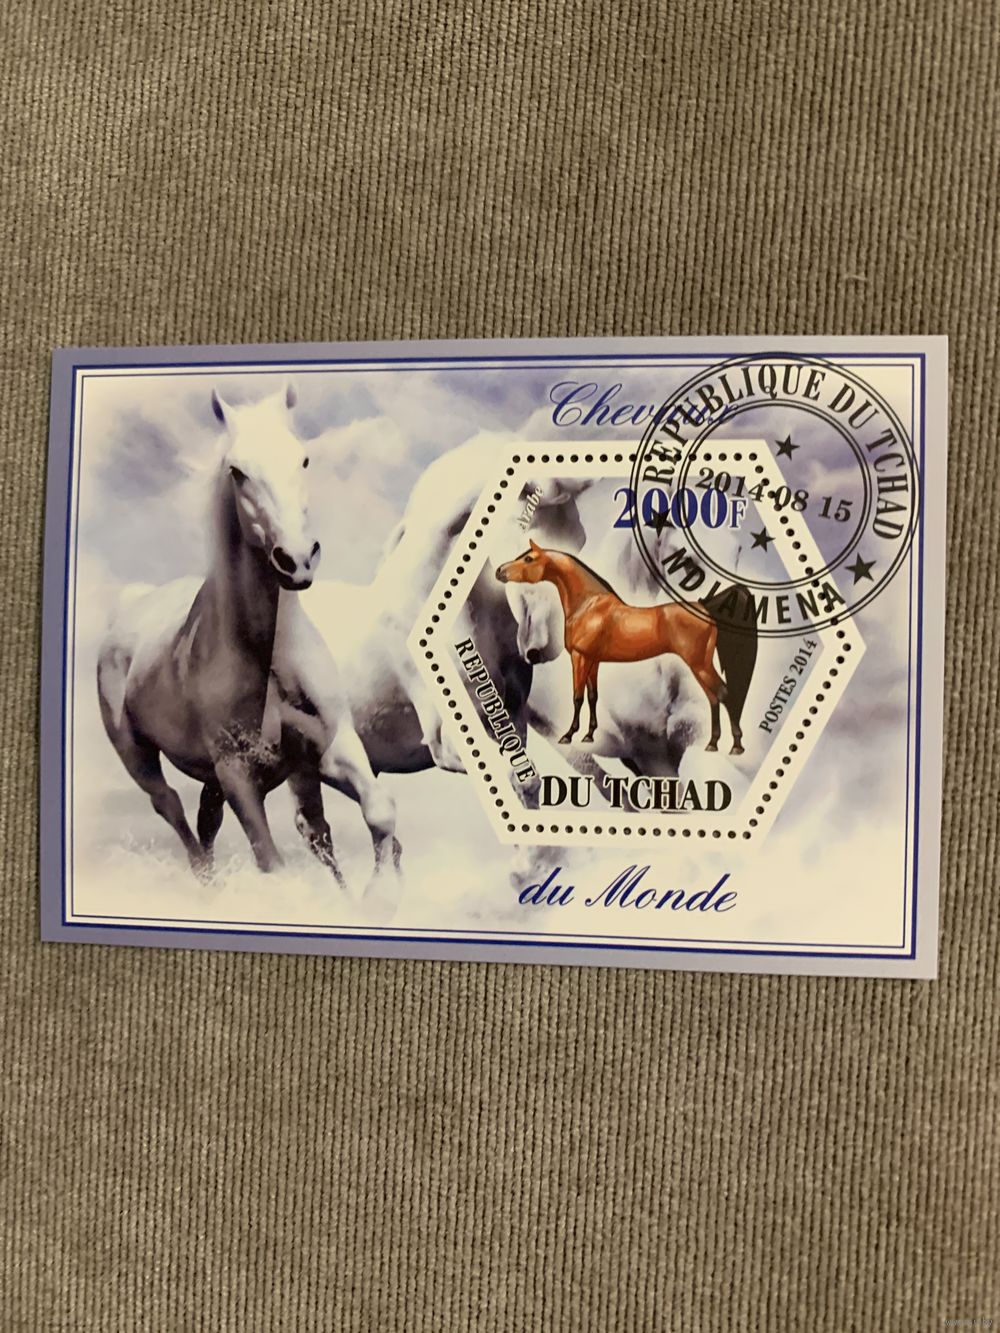 Chevaux
REPUBLIQUE DU TCHAD
2014-08 15
NDJAMENA
Arabe
2000F
REPUBLIQUE
DU TCHAD
POSTES 2014
du Monde